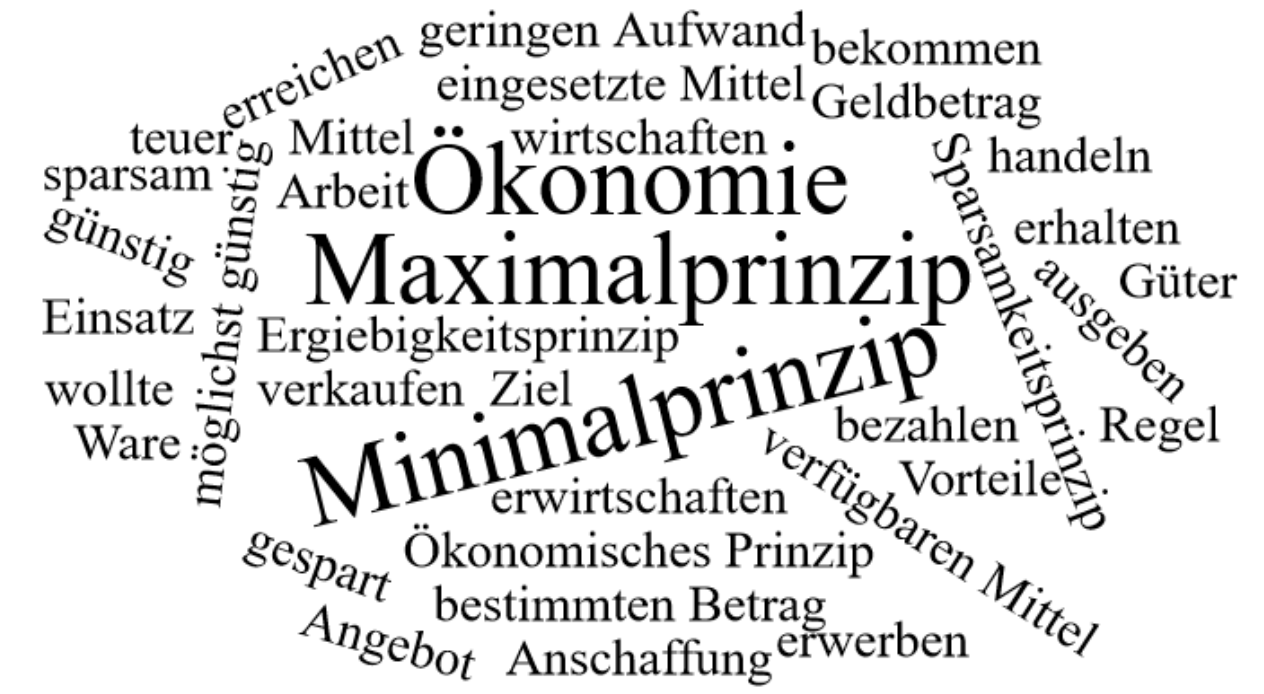 geringen Aufwand
bekommen
erreichen
eingesetzte Mittel
Geldbetrag
teuer
Mittel
wirtschaften
handeln
sparsam
Arbeit
Ökonomie
Sparsamkeitsprinzip
günstig
möglichst günstig
erhalten
Maximalprinzip
ausgeben
Güter
Einsatz
Ergiebigkeitsprinzip
wollte
verkaufen
Ziel
Minimalprinzip
bezahlen
Regel
Ware
verfügbaren Mittel
Vorteile
erwirtschaften
gespart
Ökonomisches Prinzip
bestimmten Betrag
Angebot
Anschaffung
erwerben